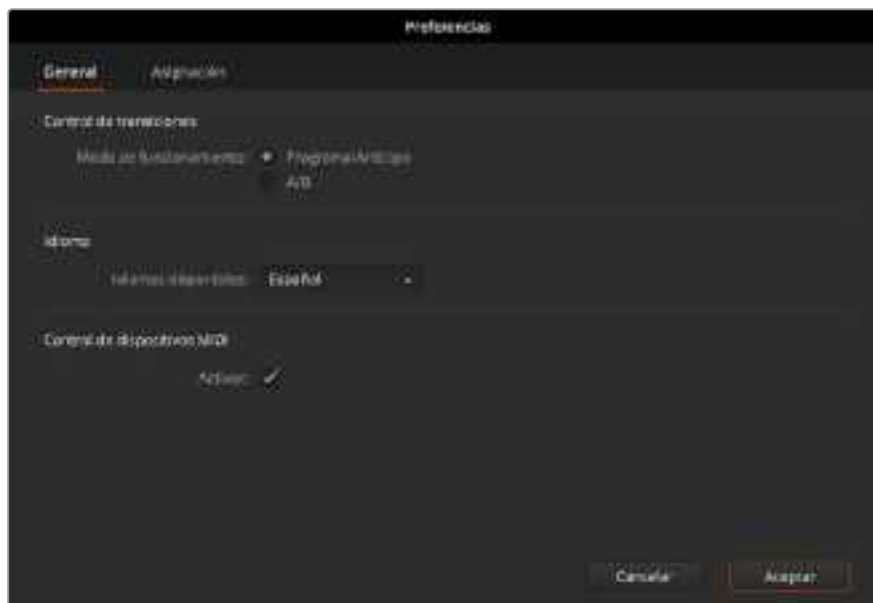 Preferencias
General Asignación
Control de transiciones
Modo de funcionamiento: Programa/Anticipo
A/B
Idioma
Idiomas disponibles: Español
Control de dispositivos MIDI
Activar:
Cancelar Aceptar